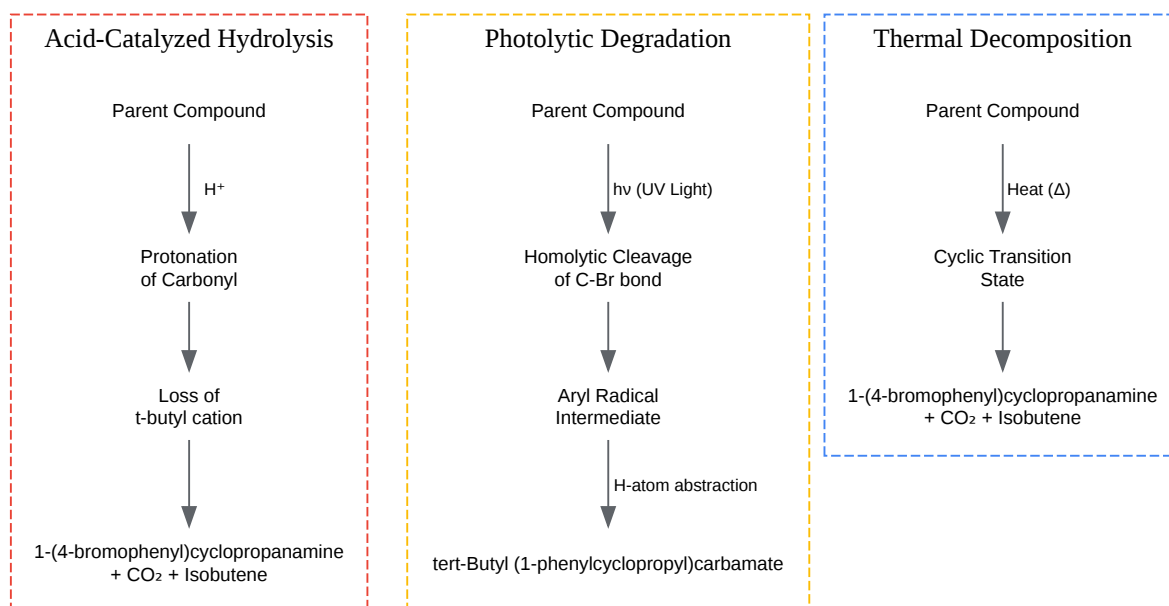 Acid-Catalyzed Hydrolysis
Parent Compound
H⁺
Protonation
of Carbonyl
Loss of
t-butyl cation
1-(4-bromophenyl)cyclopropanamine
+ CO₂ + Isobutene
Photolytic Degradation
Parent Compound
hν (UV Light)
Homolytic Cleavage
of C-Br bond
Aryl Radical
Intermediate
H-atom abstraction
tert-Butyl (1-phenylcyclopropyl)carbamate
Thermal Decomposition
Parent Compound
Heat (Δ)
Cyclic Transition
State
1-(4-bromophenyl)cyclopropanamine
+ CO₂ + Isobutene